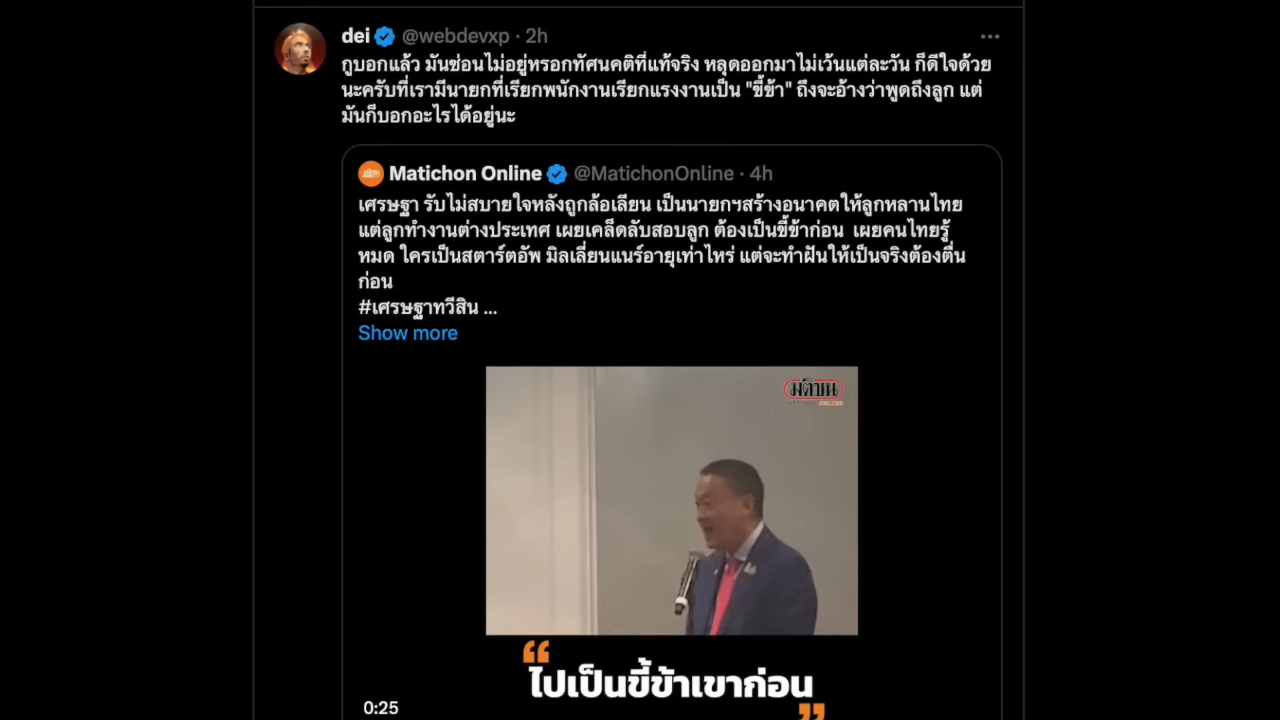 dei @webdevxp · 2h
กูบอกแล้ว มันซ่อนไม่อยู่หรอกทัศนคติที่แท้จริง หลุดออกมาไม่เว้นแต่ละวัน ก็ดีใจด้วย
นะครับที่เรามีนายกที่เรียกพนักงานเรียกแรงงานเป็น "ขี้ข้า" ถึงจะอ้างว่าพูดถึงลูก แต่
มันก็บอกอะไรได้อยู่นะ
Matichon Online @MatichonOnline · 4h
เศรษฐา รับไม่สบายใจหลังถูกล้อเลียน เป็นนายกฯสร้างอนาคตให้ลูกหลานไทย
แต่ลูกทำงานต่างประเทศ เผยเคล็ดลับสอบลูก ต้องเป็นขี้ข้าก่อน เผยคนไทยรู้
หมด ใครเป็นสตาร์ตอัพ มิลเลี่ยนแนร์อายุเท่าไหร่ แต่จะทำฝันให้เป็นจริงต้องตื่น
ก่อน
#เศรษฐาทวีสิน ...
Show more
มติชน
“ไปเป็นขี้ข้าเขาก่อน”
0:25